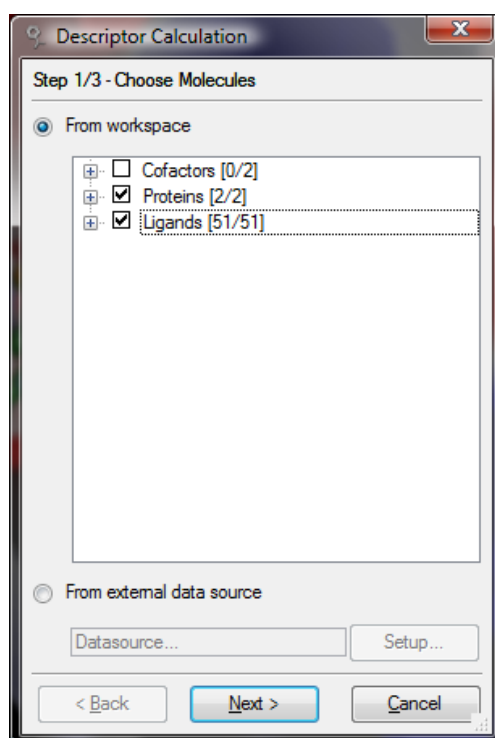 Descriptor Calculation
Step 1/3 - Choose Molecules
From workspace
Cofactors [0/2]
Proteins [2/2]
Ligands [51/51]
From external data source
Datasource... Setup...
< Back Next > Cancel